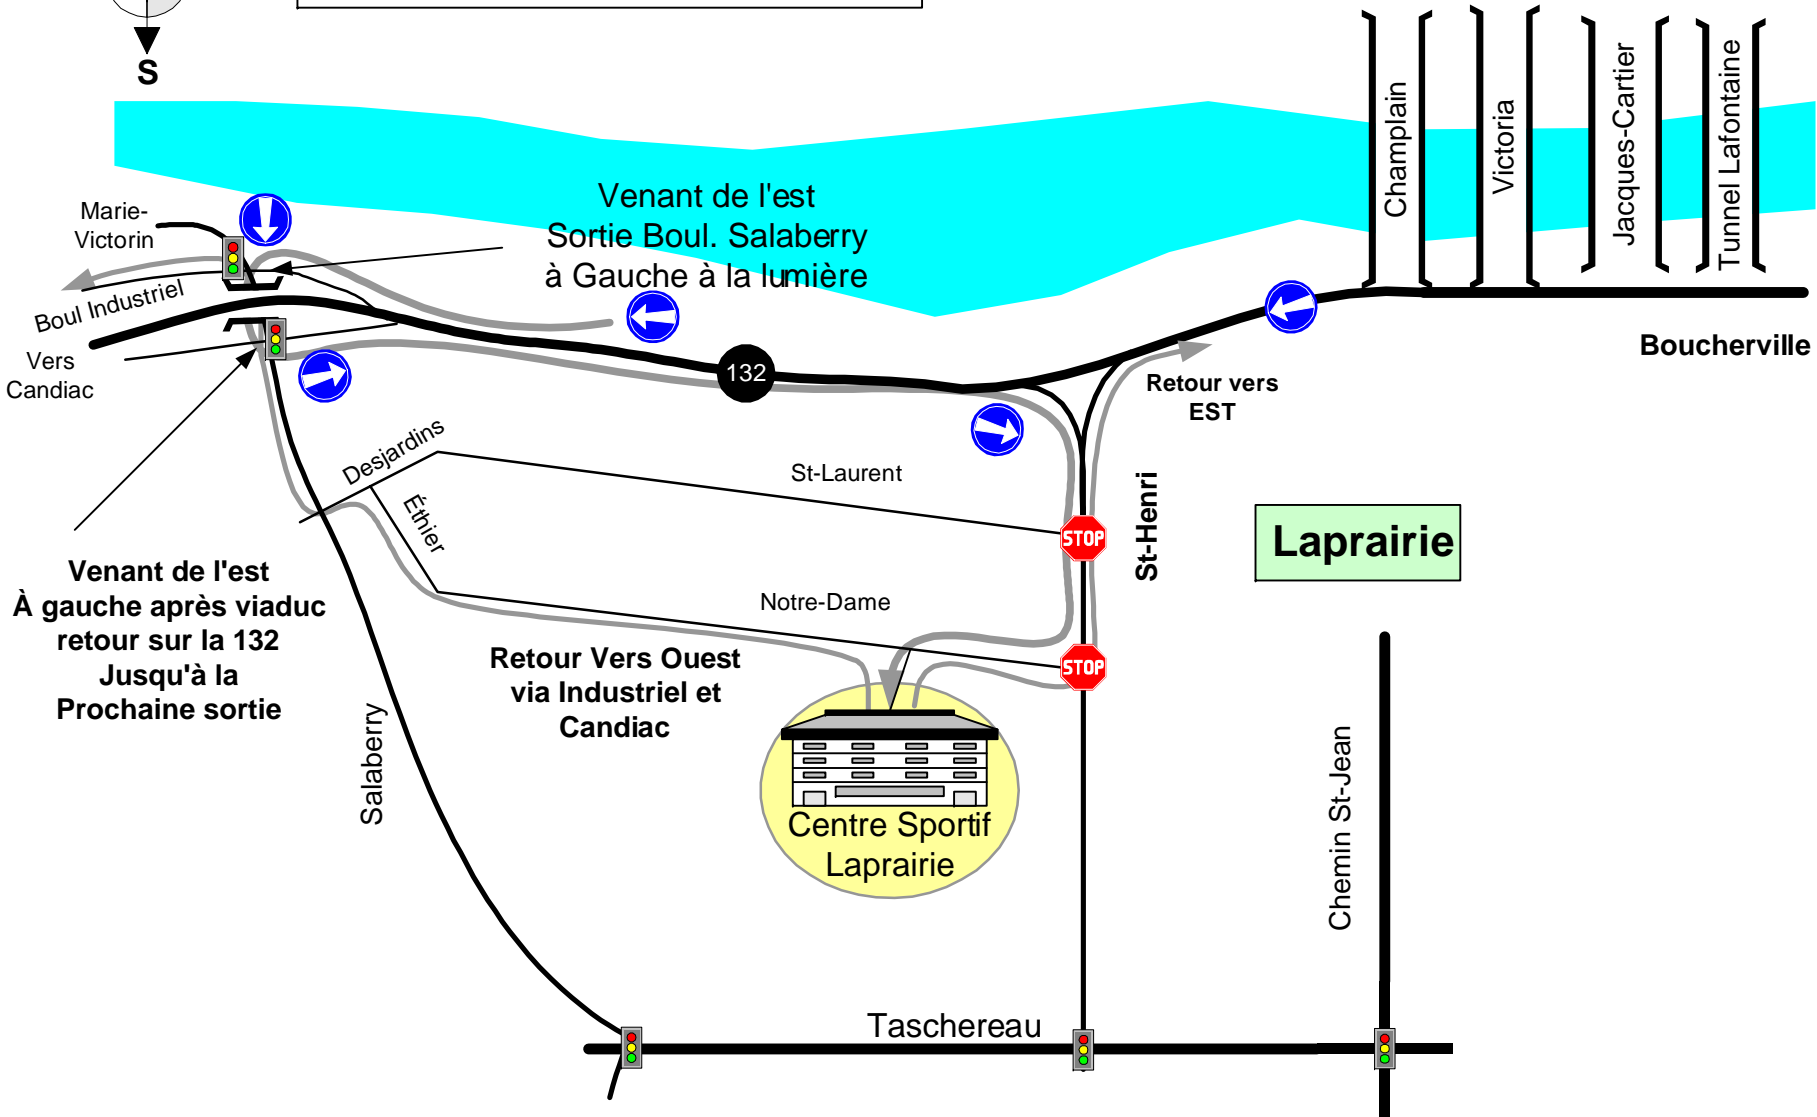 S
Champlain
Victoria
Jacques-Cartier
Tunnel Lafontaine
Marie-
Victorin
Venant de l'est
Sortie Boul. Salaberry
à Gauche à la lumière
Boul Industriel
Vers
Candiac
132
Boucherville
Retour vers
EST
Desjardins
Éthier
St-Laurent
STOP
St-Henri
Laprairie
Venant de l'est
À gauche après viaduc
retour sur la 132
Jusqu'à la
Prochaine sortie
Notre-Dame
STOP
Retour Vers Ouest
via Industriel et
Candiac
Salaberry
Centre Sportif
Laprairie
Chemin St-Jean
Taschereau